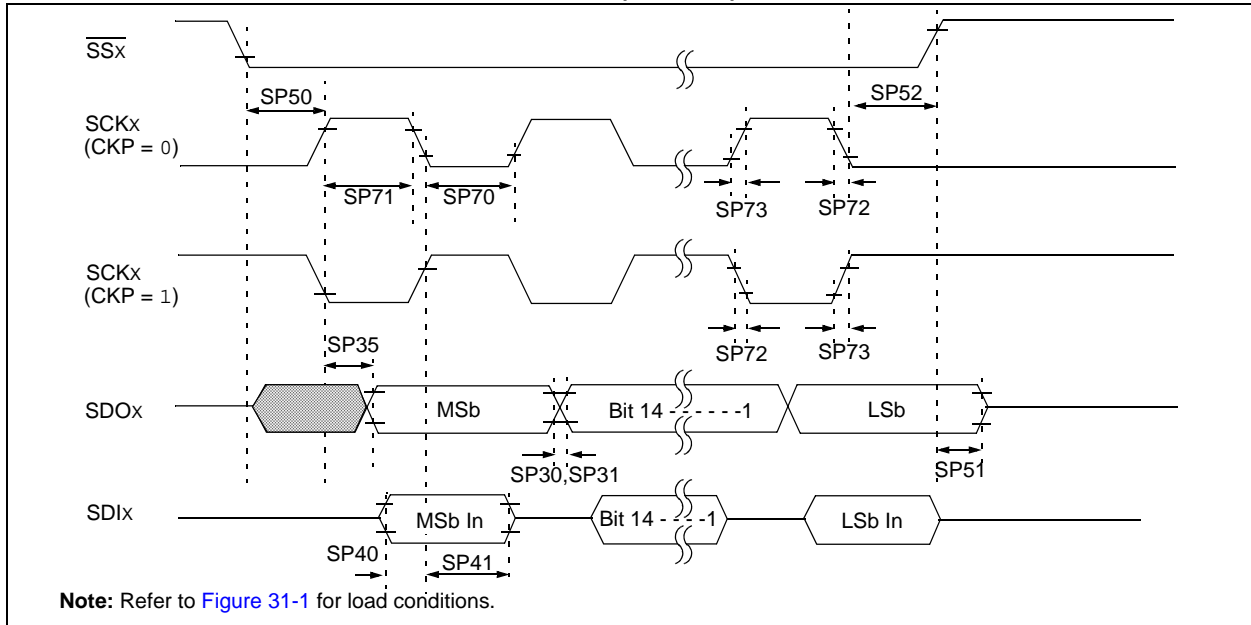 SSX
SP50
SP52
SCKX
(CKP = 0)
SP71
SP70
SP73
SP72
SCKX
(CKP = 1)
SP35
SP72
SP73
SDOX
MSb
Bit 14 - - - - - -1
LSb
SP30,SP31
SP51
SDIX
MSb In
Bit 14 - - - -1
LSb In
SP40
SP41
Note: Refer to Figure 31-1 for load conditions.